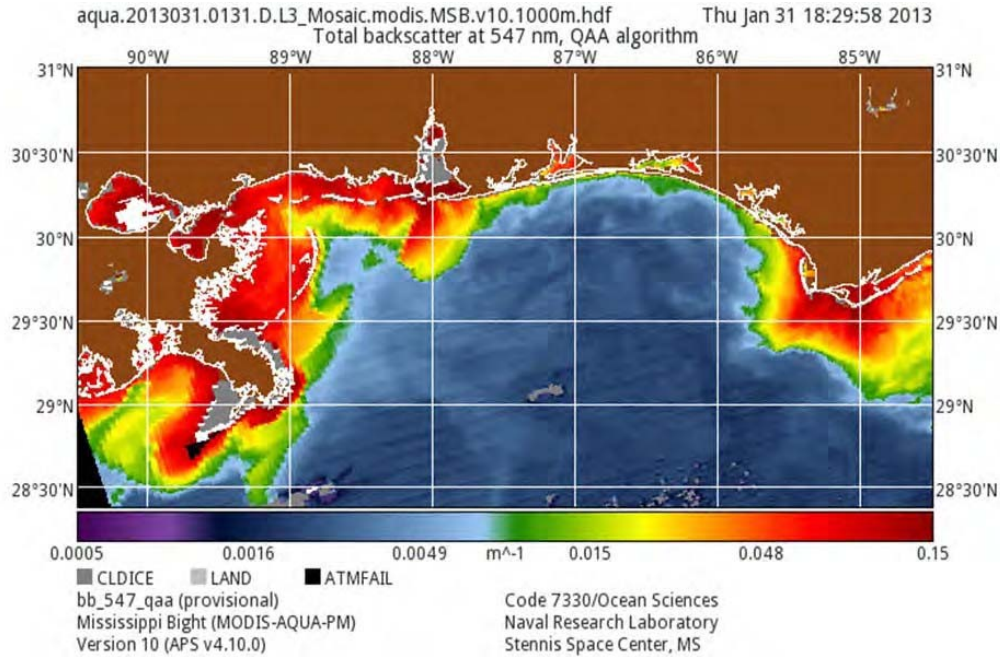 aqua.2013031.0131.D.L3_Mosaic.modis.MSB.v10.1000m.hdf Thu Jan 31 18:29:58 2013
Total backscatter at 547 nm, QAA algorithm
90°W 89°W 88°W 87°W 86°W 85°W
31°N 31°N
30°30'N 30°30'N
30°N 30°N
29°30'N 29°30'N
29°N 29°N
28°30'N 28°30'N
0.0005 0.0016 0.0049 m^-1 0.015 0.048 0.15
CLDICE LAND ATMFAIL
bb_547_qaa (provisional) Code 7330/Ocean Sciences
Mississippi Bight (MODIS-AQUA-PM) Naval Research Laboratory
Version 10 (APS v4.10.0) Stennis Space Center, MS